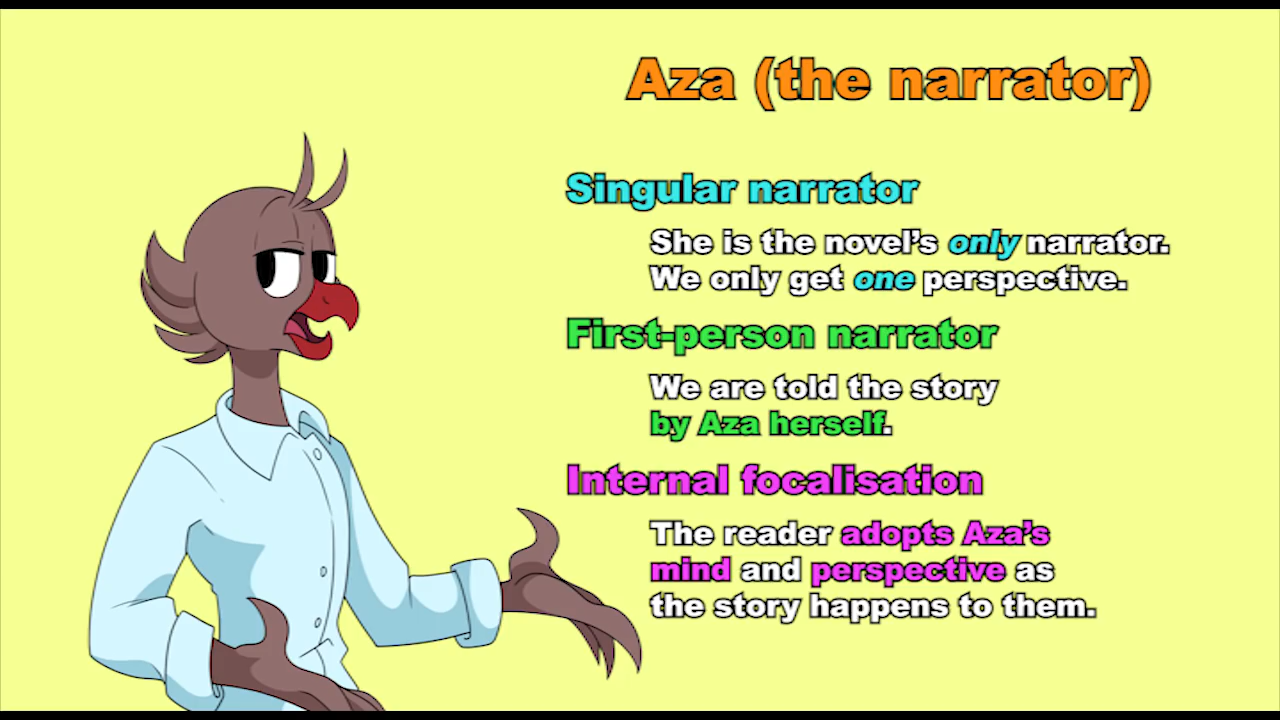 Aza (the narrator)
Singular narrator
She is the novel's only narrator.
We only get one perspective.
First-person narrator
We are told the story
by Aza herself.
Internal focalisation
The reader adopts Aza's
mind and perspective as
the story happens to them.